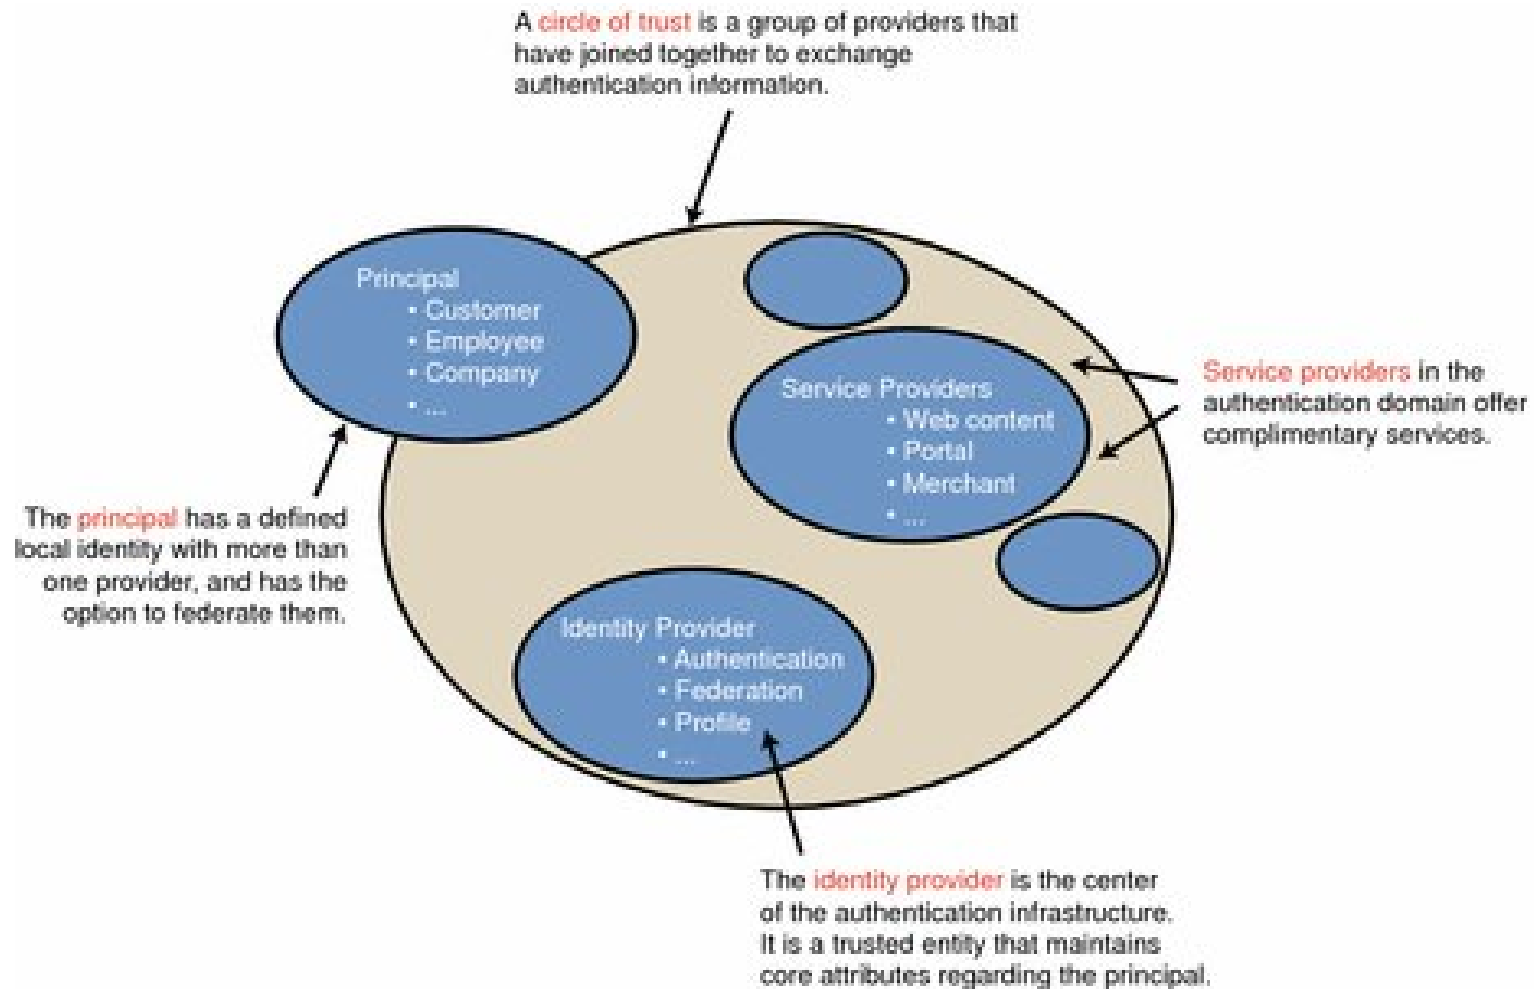 A circle of trust is a group of providers that
have joined together to exchange
authentication information.
Principal
• Customer
• Employee
• Company
• ...
Service Providers
• Web content
• Portal
• Merchant
• ...
Service providers in the
authentication domain offer
complimentary services.
The principal has a defined
local identity with more than
one provider, and has the
option to federate them.
Identity Provider
• Authentication
• Federation
• Profile
• ...
The identity provider is the center
of the authentication infrastructure.
It is a trusted entity that maintains
core attributes regarding the principal.